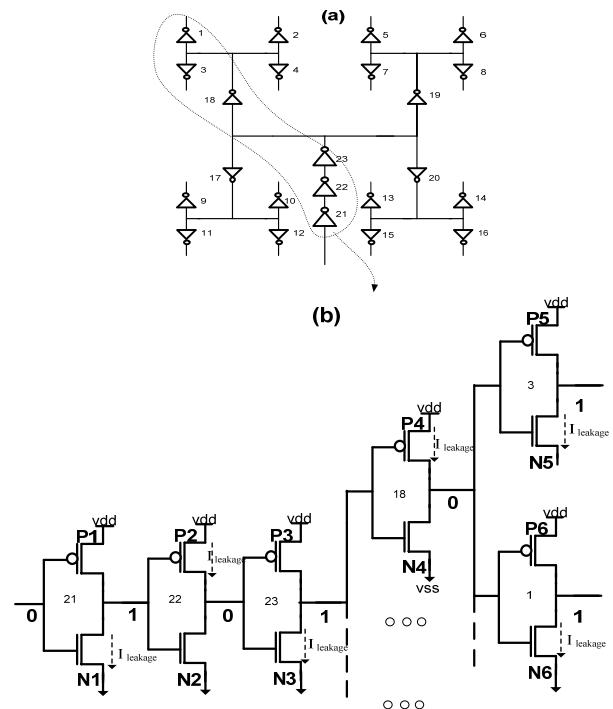 (a)
1 2 5 6
3 4 7 8
18 19
23
17 22 20
9 10 21 13 14
11 12 15 16
(b)
vdd
P5
3
1
vdd
P4
I leakage
I leakage
N5
18
0
vdd
P6
vdd
P1
vdd
P2
vdd
P3
I leakage
N4
vss
21
22
23
1
1
0
1
0
1
I leakage
I leakage
I leakage
N1
N2
N3
N6